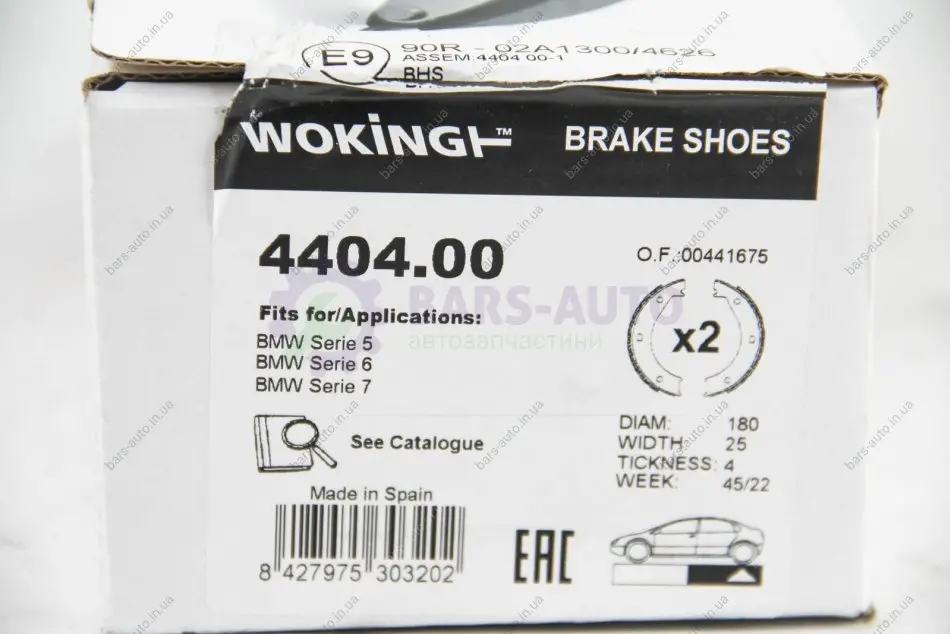 E9
90R - 02A1300/4626
ASSEM 4404 00-1
BHS
WOKiNG™
BRAKE SHOES
4404.00
O.F.:00441675
Fits for/Applications:
BMW Serie 5
BMW Serie 6
BMW Serie 7
x2
BARS-AUTO
автозапчастини
See Catalogue
DIAM: 180
WIDTH: 25
TICKNESS: 4
WEEK: 45/22
Made in Spain
8 427975 303202
EAC
bars-auto.in.ua